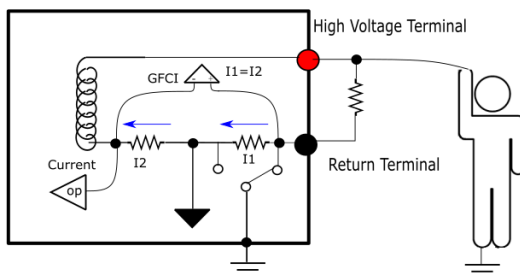 High Voltage Terminal
GFCI
I1=I2
- +
I2
I1
Current
op
Return Terminal